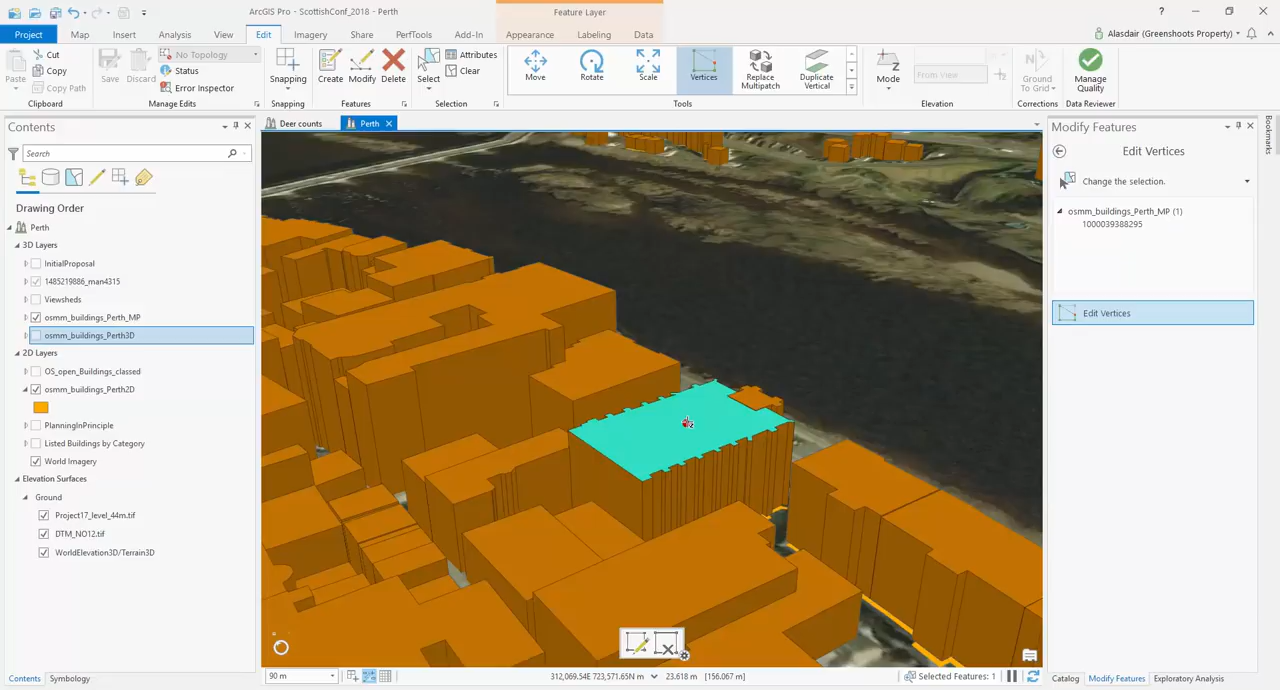 ArcGIS Pro - ScottishConf_2018 - Perth
Feature Layer
?
Project Map Insert Analysis View Edit Imagery Share PerfTools Add-In Appearance Labeling Data
Alasdair (Greenshoots Property)
Paste
Cut
Copy
Copy Path
Clipboard
Save
Discard
No Topology
Status
Error Inspector
Manage Edits
Snapping
Snapping
Create
Modify
Delete
Features
Select
Attributes
Clear
Selection
Move
Rotate
Scale
Vertices
Replace
Multipatch
Duplicate
Vertical
Tools
Mode
From View
Elevation
Ground
To Grid
Corrections
Manage
Quality
Data Reviewer
Contents
Search
Drawing Order
Perth
3D Layers
InitialProposal
1485219886_man4315
Viewsheds
osmm_buildings_Perth_MP
osmm_buildings_Perth3D
2D Layers
OS_open_Buildings_classed
osmm_buildings_Perth2D
PlanningInPrinciple
Listed Buildings by Category
World Imagery
Elevation Surfaces
Ground
Project17_level_44m.tif
DTM_NO12.tif
WorldElevation3D/Terrain3D
Contents Symbology
Deer counts
Perth
90 m
312,069.54E 723,571.65N m
23.618 m [156.067 m]
Selected Features: 1
Modify Features
Edit Vertices
Change the selection.
osmm_buildings_Perth_MP (1)
1000039388295
Edit Vertices
Catalog Modify Features Exploratory Analysis
Bookmarks